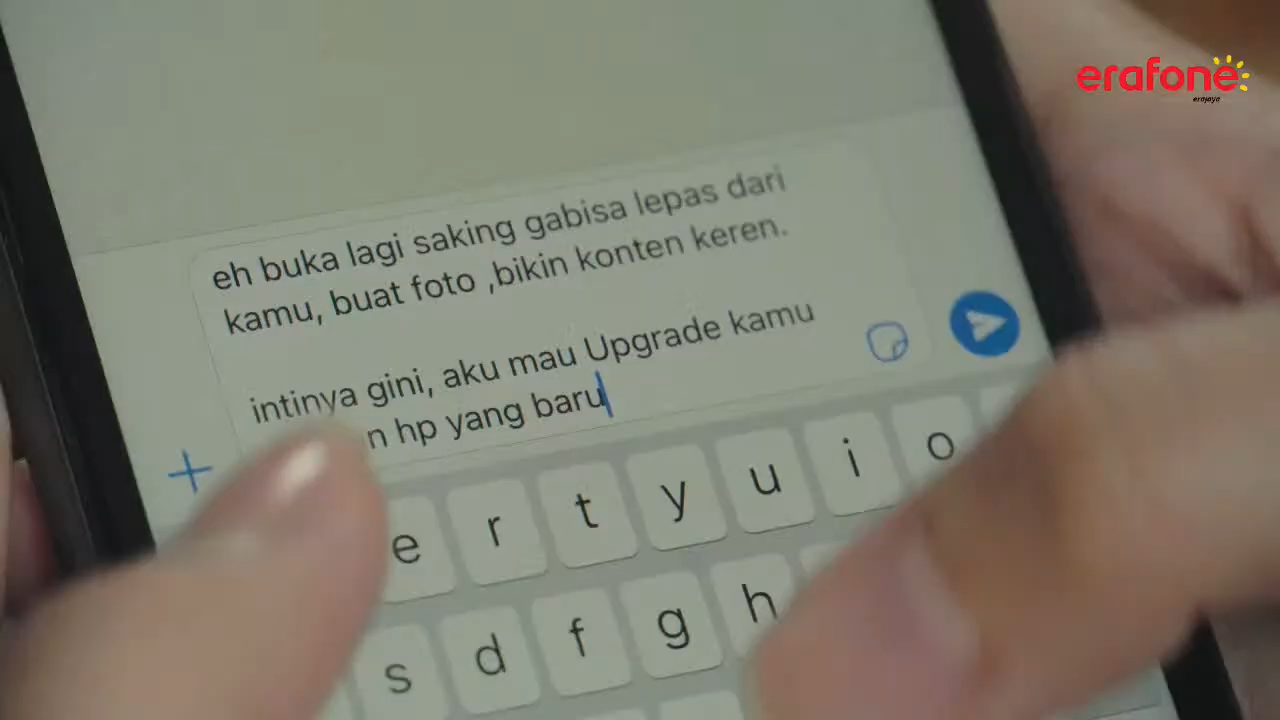 erafone
erajaya
eh buka lagi saking gabisa lepas dari
kamu, buat foto ,bikin konten keren.
intinya gini, aku mau Upgrade kamu
n hp yang baru
e r t y u i o
s d f g h